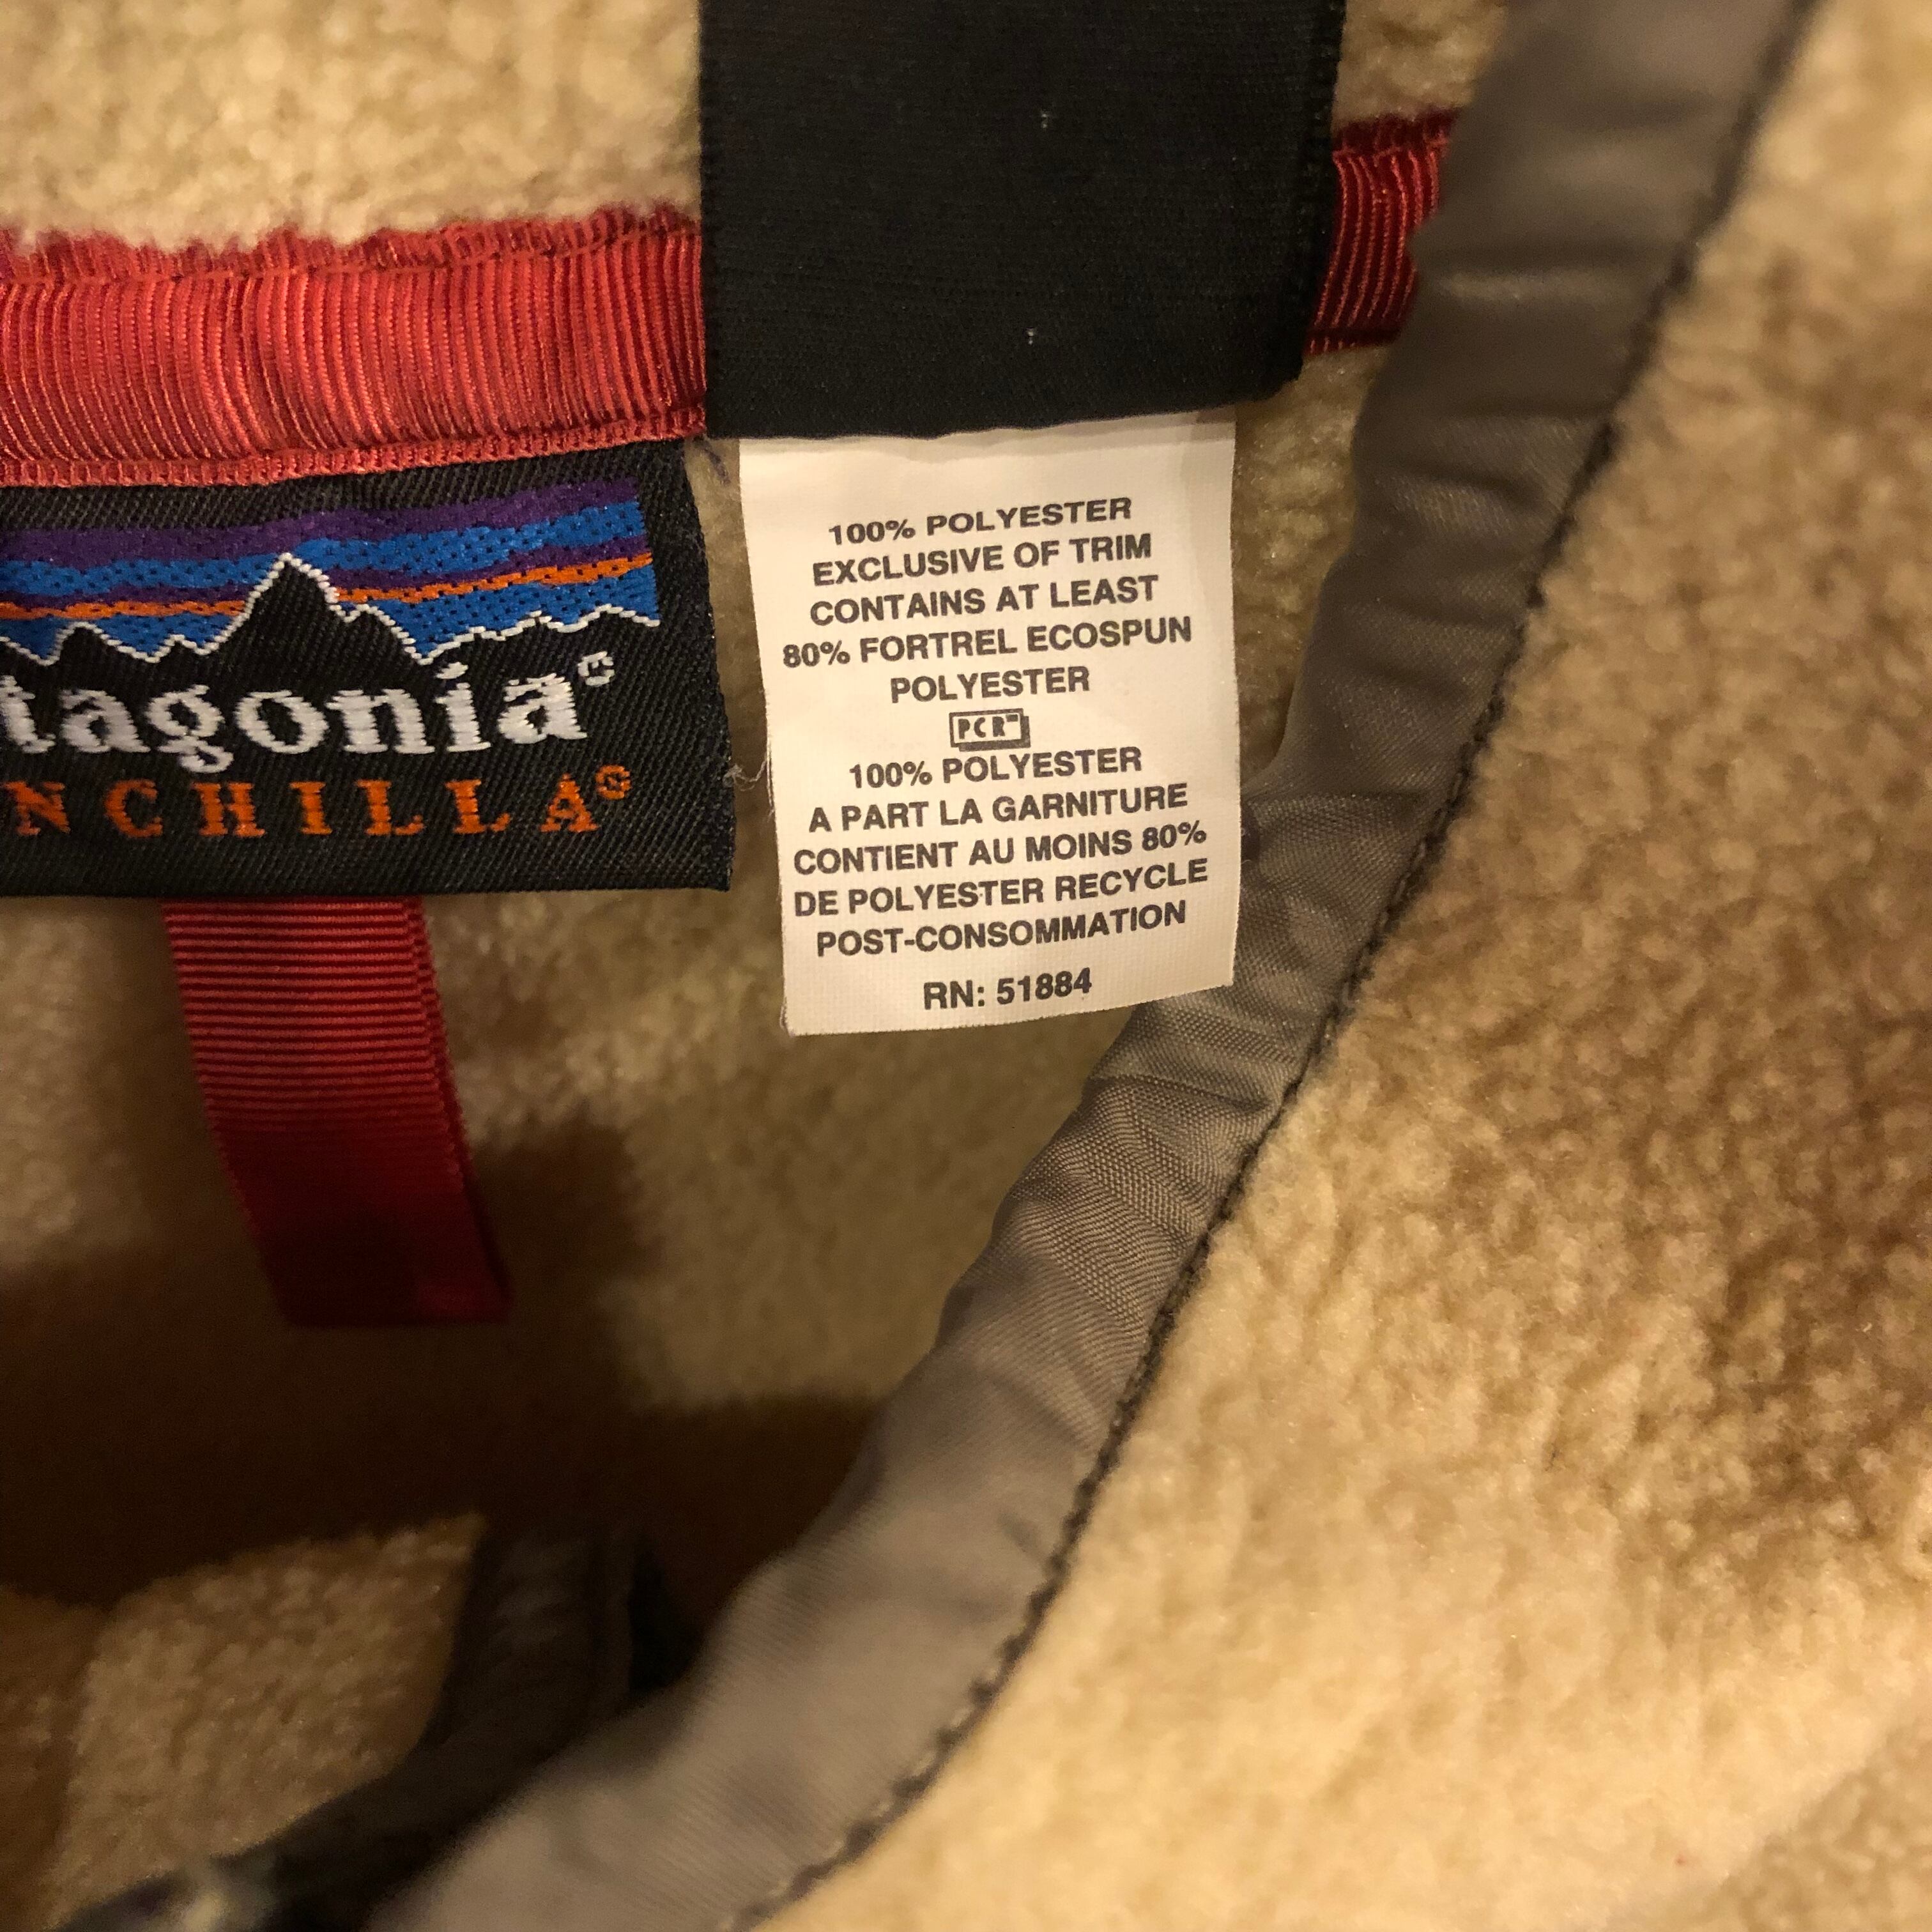 tagonia®
NCHILLA®
100% POLYESTER
EXCLUSIVE OF TRIM
CONTAINS AT LEAST
80% FORTREL ECOSPUN
POLYESTER
PCR™
100% POLYESTER
A PART LA GARNITURE
CONTIENT AU MOINS 80%
DE POLYESTER RECYCLE
POST-CONSOMMATION
RN: 51884